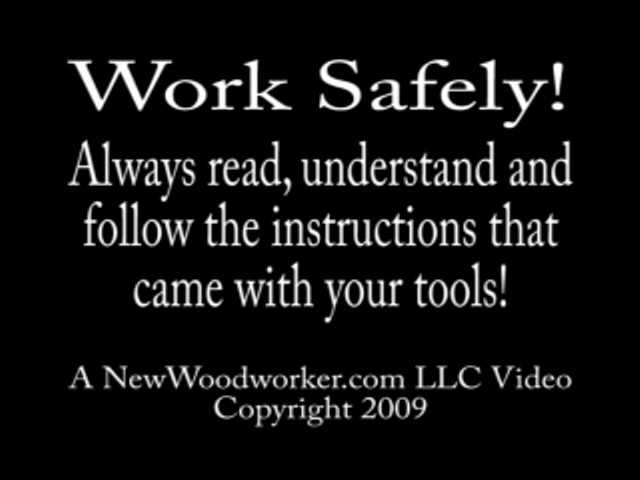 Work Safely!
Always read, understand and
follow the instructions that
came with your tools!
A NewWoodworker.com LLC Video
Copyright 2009